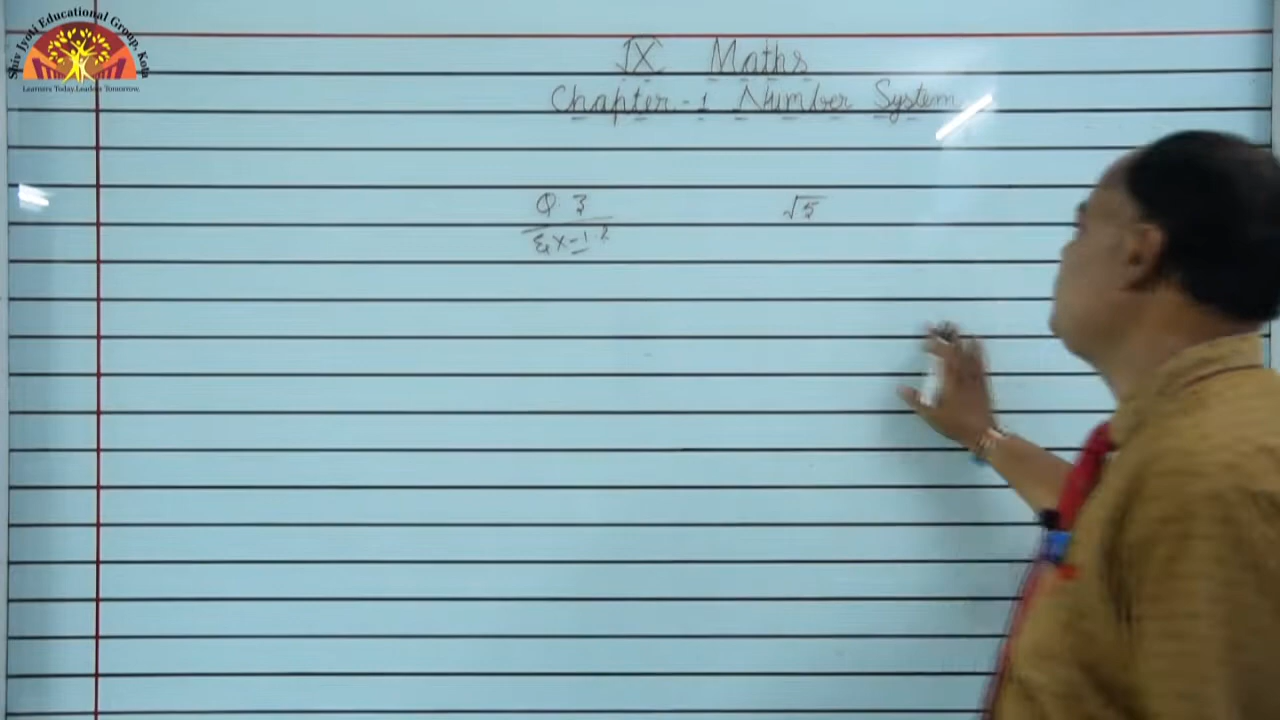 Shiv Jyoti Educational Group, Kota
Learners Today.Leaders Tomorrow.
IX Maths
Chapter-1 Number System
Q.3 √5
Ex-1.2